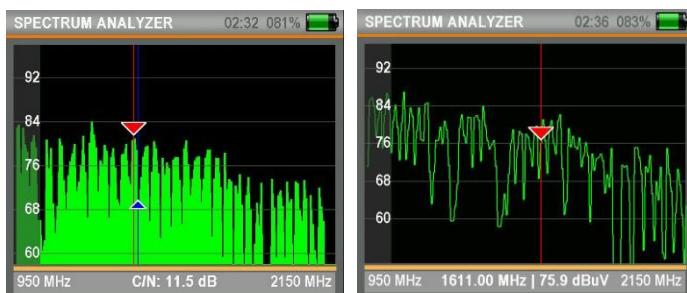 SPECTRUM ANALYZER 02:32 081%
92
84
76
68
60
950 MHz C/N: 11.5 dB 2150 MHz
SPECTRUM ANALYZER 02:36 083%
92
84
76
68
60
950 MHz 1611.00 MHz | 75.9 dBuV 2150 MHz